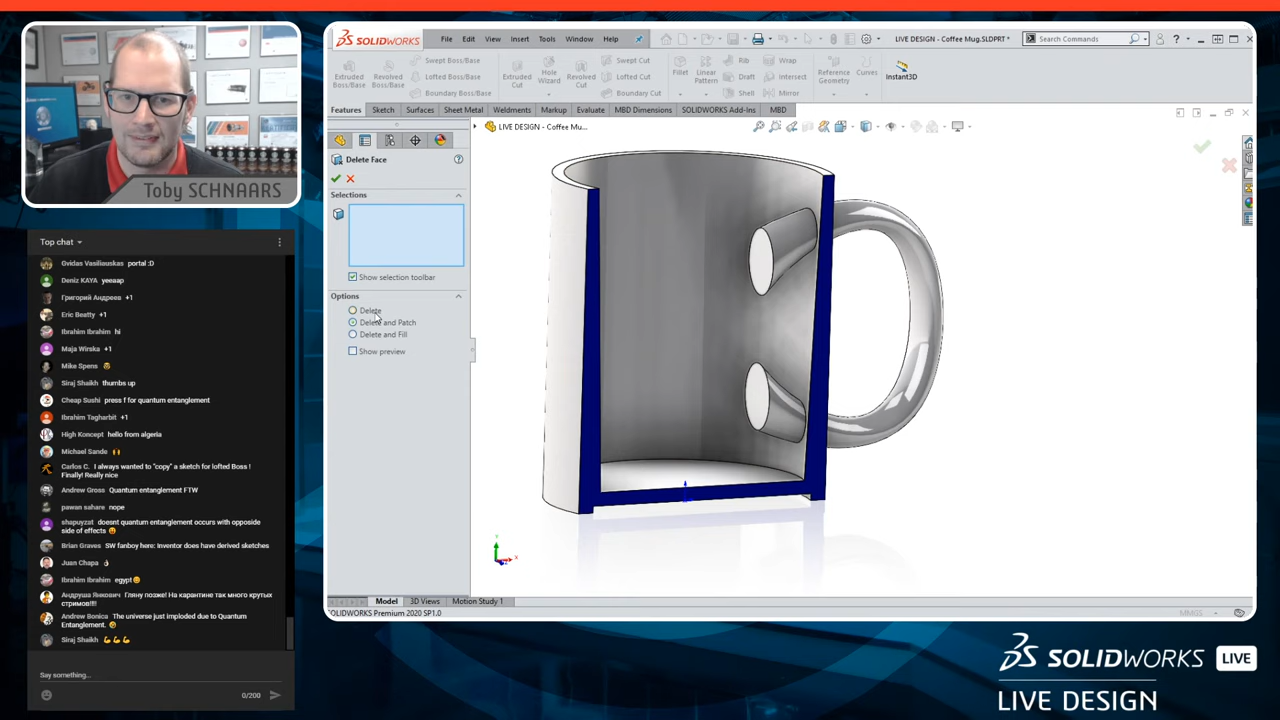 Toby SCHNAARS
Top chat
Gvidas Vasiliauskas portal :D
Deniz KAYA yeeaap
Григорий Андреев +1
Eric Beatty +1
Ibrahim Ibrahim hi
Maja Wirska +1
Mike Spens
Siraj Shaikh thumbs up
Cheap Sushi press f for quantum entanglement
Ibrahim Tagharbit +1
High Koncept hello from algeria
Michael Sando
Carlos C. I always wanted to "copy" a sketch for lofted Boss !
Finally! Really nice
Andrew Gross Quantum entanglement FTW
pawan sahare nope
shapuyzat doesnt quantum entanglement occurs with opposide
side of effects
Brian Graves SW fanboy here: Inventor does have derived sketches
Juan Chapa
Ibrahim Ibrahim egypt
Андруша Янкович Гляну позже! На карантине так много крутых
стримов!!!!
Andrew Bonica The universe just imploded due to Quantum
Entanglement.
Siraj Shaikh
Say something...
0/200
SOLIDWORKS File Edit View Insert Tools Window Help LIVE DESIGN - Coffee Mug.SLDPRT * Search Commands
Extruded
Boss/Base
Revolved
Boss/Base
Swept Boss/Base
Lofted Boss/Base
Boundary Boss/Base
Extruded
Cut
Hole
Wizard
Revolved
Cut
Swept Cut
Lofted Cut
Boundary Cut
Fillet
Linear
Pattern
Rib
Draft
Shell
Wrap
Intersect
Mirror
Reference
Geometry
Curves
Instant3D
Features Sketch Surfaces Sheet Metal Weldments Markup Evaluate MBD Dimensions SOLIDWORKS Add-Ins MBD
LIVE DESIGN - Coffee Mu...
Delete Face
Selections
Show selection toolbar
Options
Delete
Delete and Patch
Delete and Fill
Show preview
Y
X
Model 3D Views Motion Study 1
SOLIDWORKS Premium 2020 SP1.0
MMGS
SOLIDWORKS LIVE
LIVE DESIGN